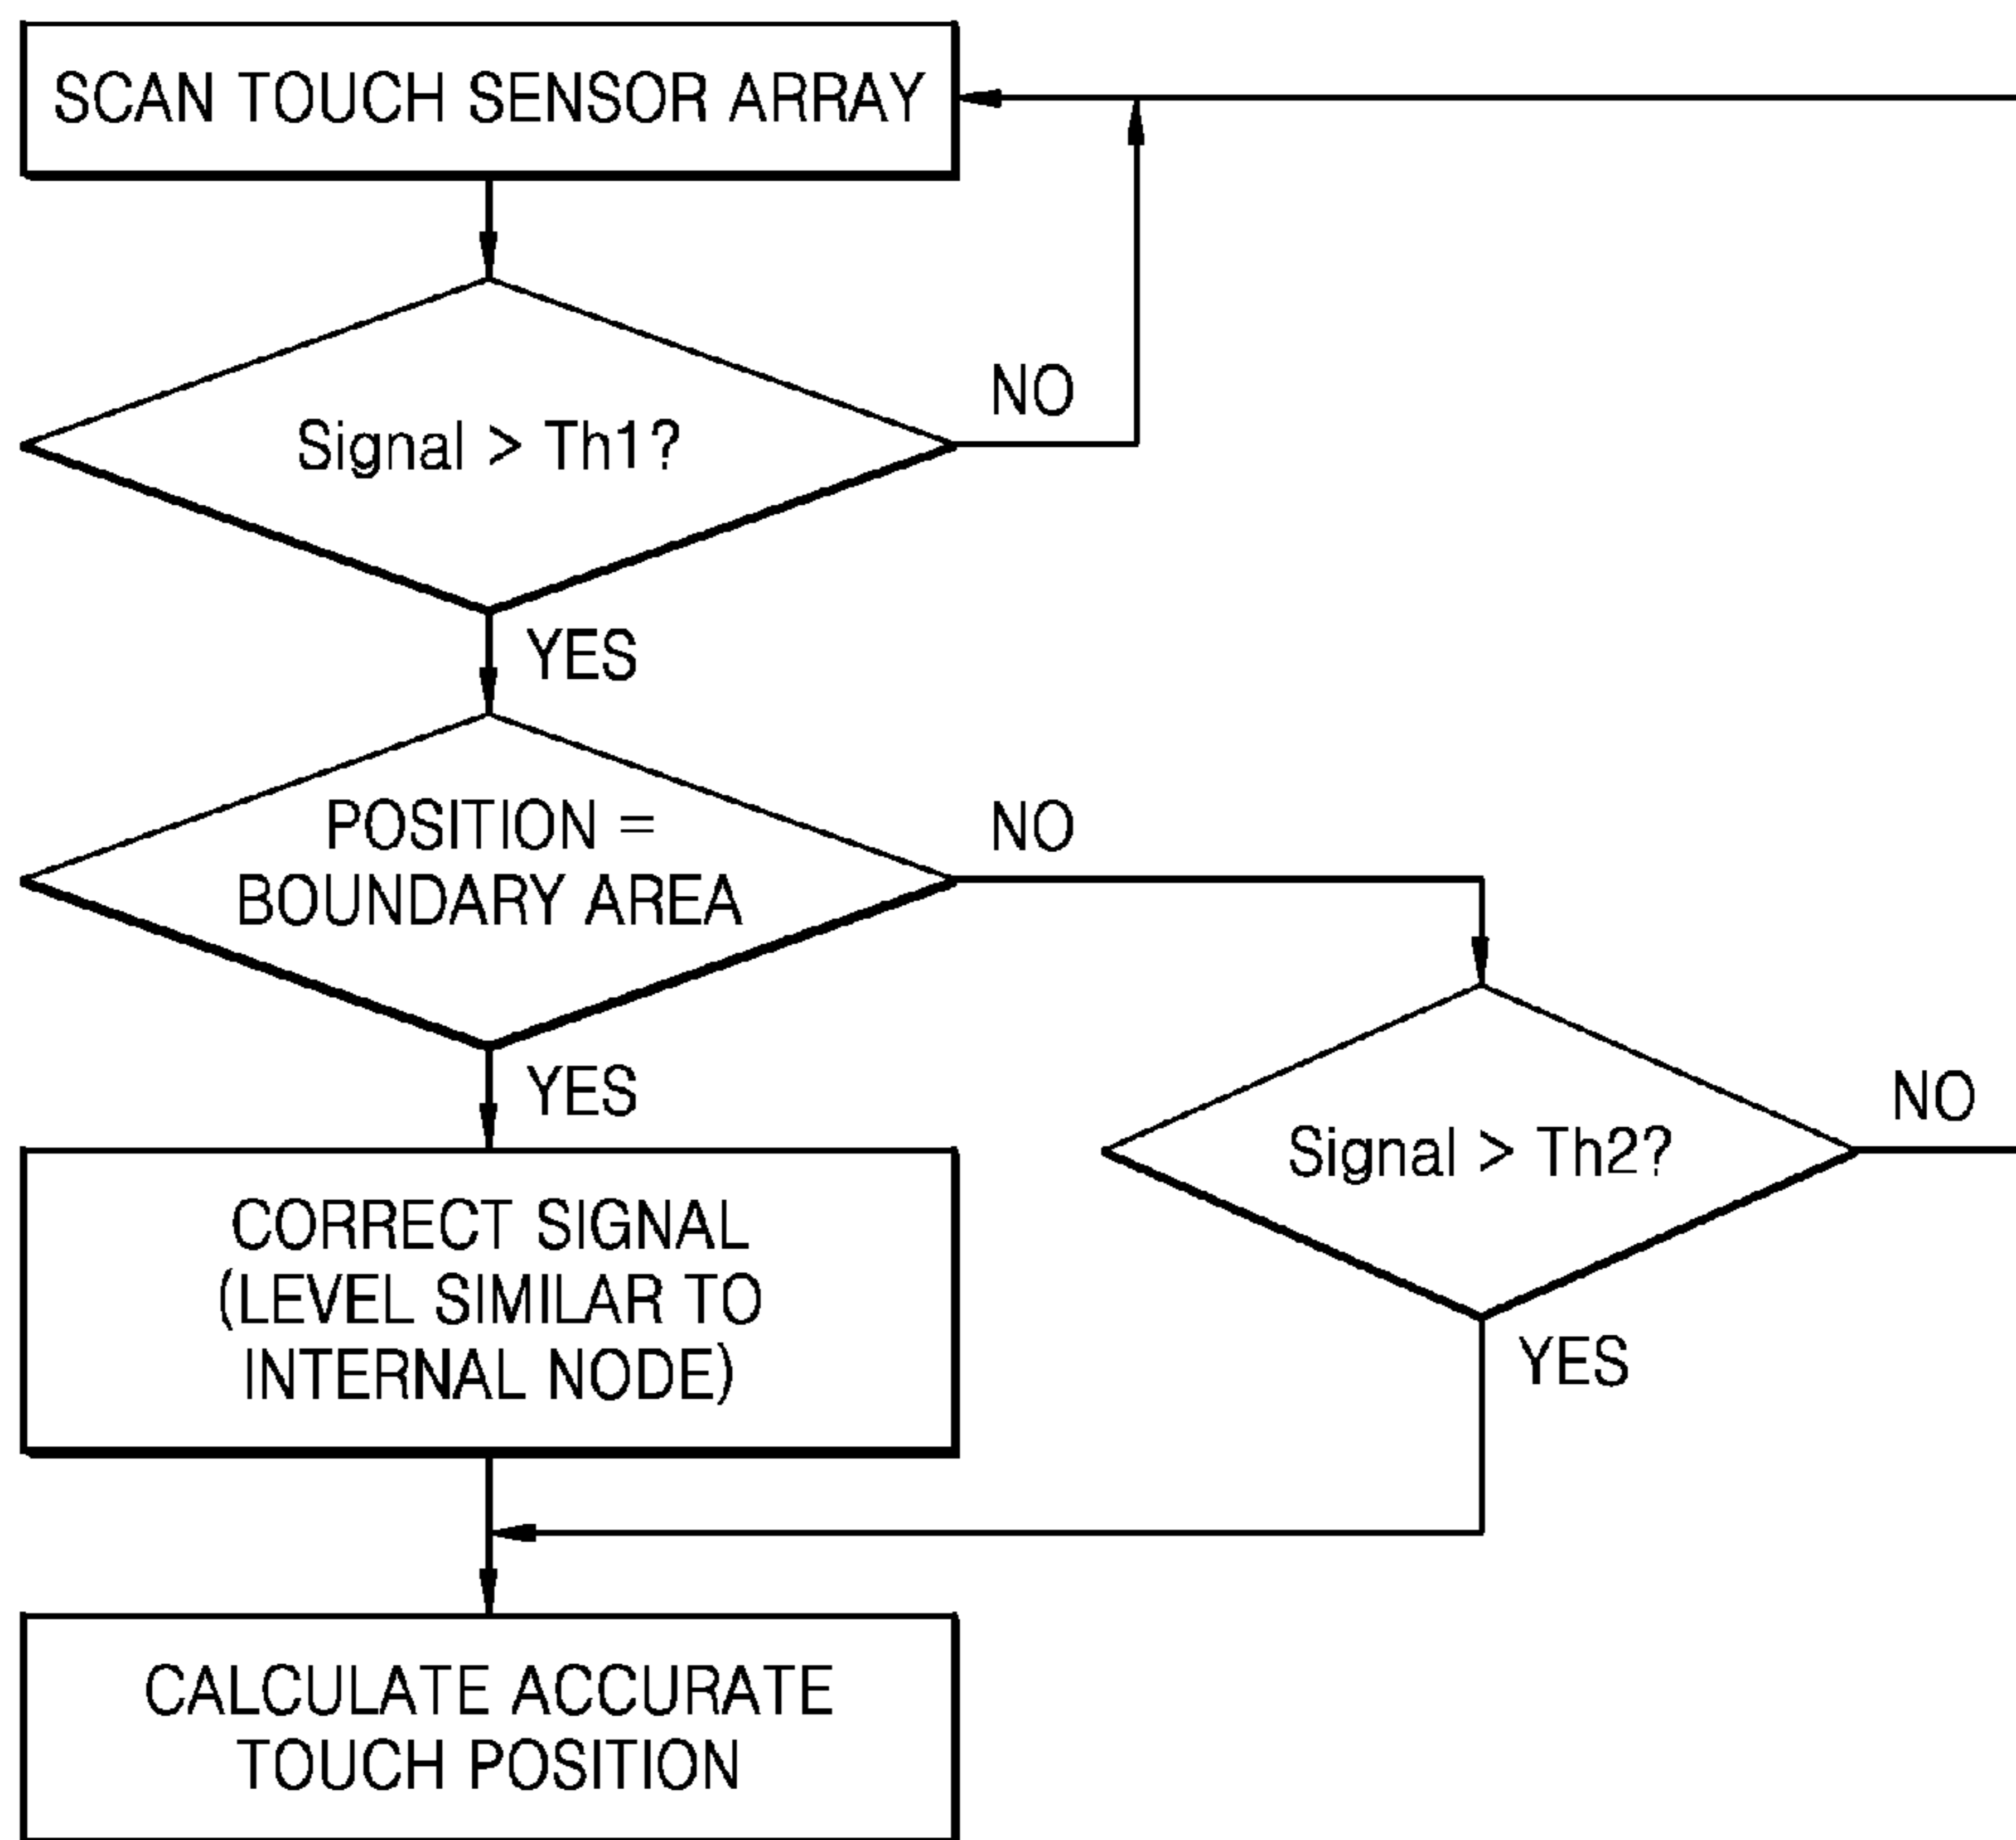 SCAN TOUCH SENSOR ARRAY
Signal > Th1?
NO
YES
POSITION =
BOUNDARY AREA
NO
YES
Signal > Th2?
NO
YES
CORRECT SIGNAL
(LEVEL SIMILAR TO
INTERNAL NODE)
CALCULATE ACCURATE
TOUCH POSITION